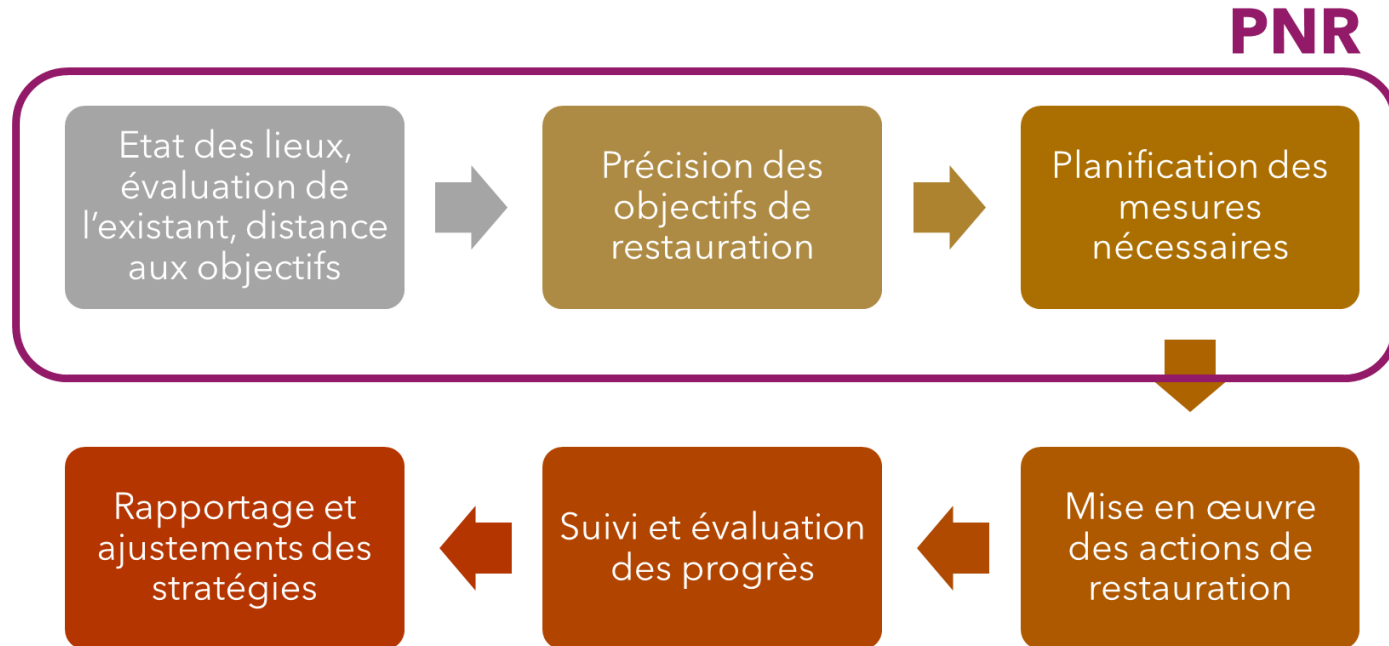 PNR
Etat des lieux,
évaluation de
l’existant, distance
aux objectifs
Précision des
objectifs de
restauration
Planification des
mesures
nécessaires
Mise en œuvre
des actions de
restauration
Suivi et évaluation
des progrès
Rapportage et
ajustements des
stratégies